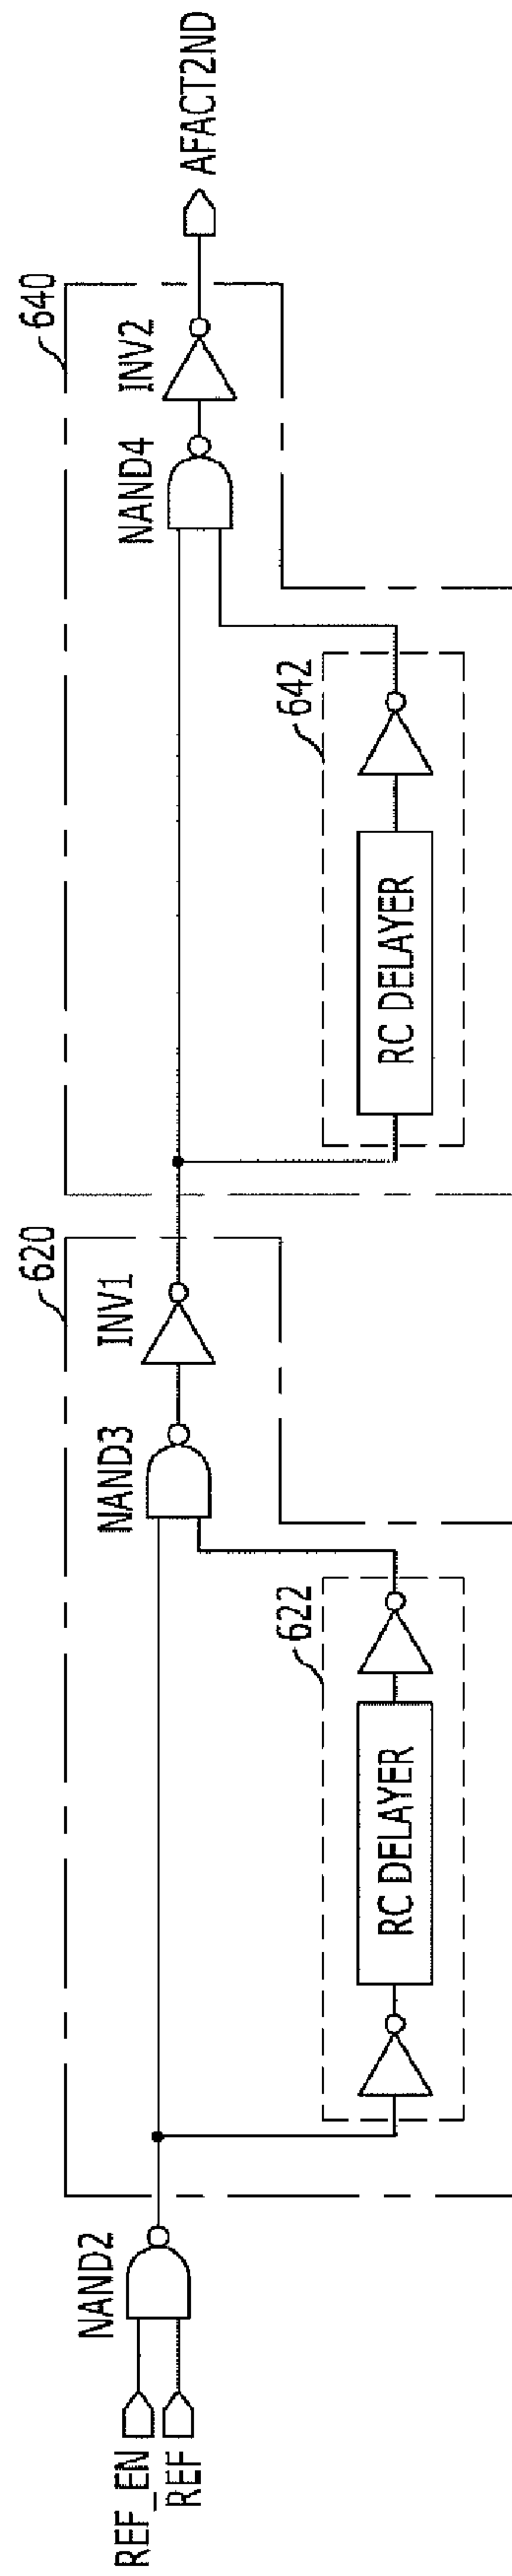 REF_EN
REF
NAND2
620
622
RC DELAYER
NAND3
INV1
640
642
RC DELAYER
NAND4
INV2
AFACT2ND